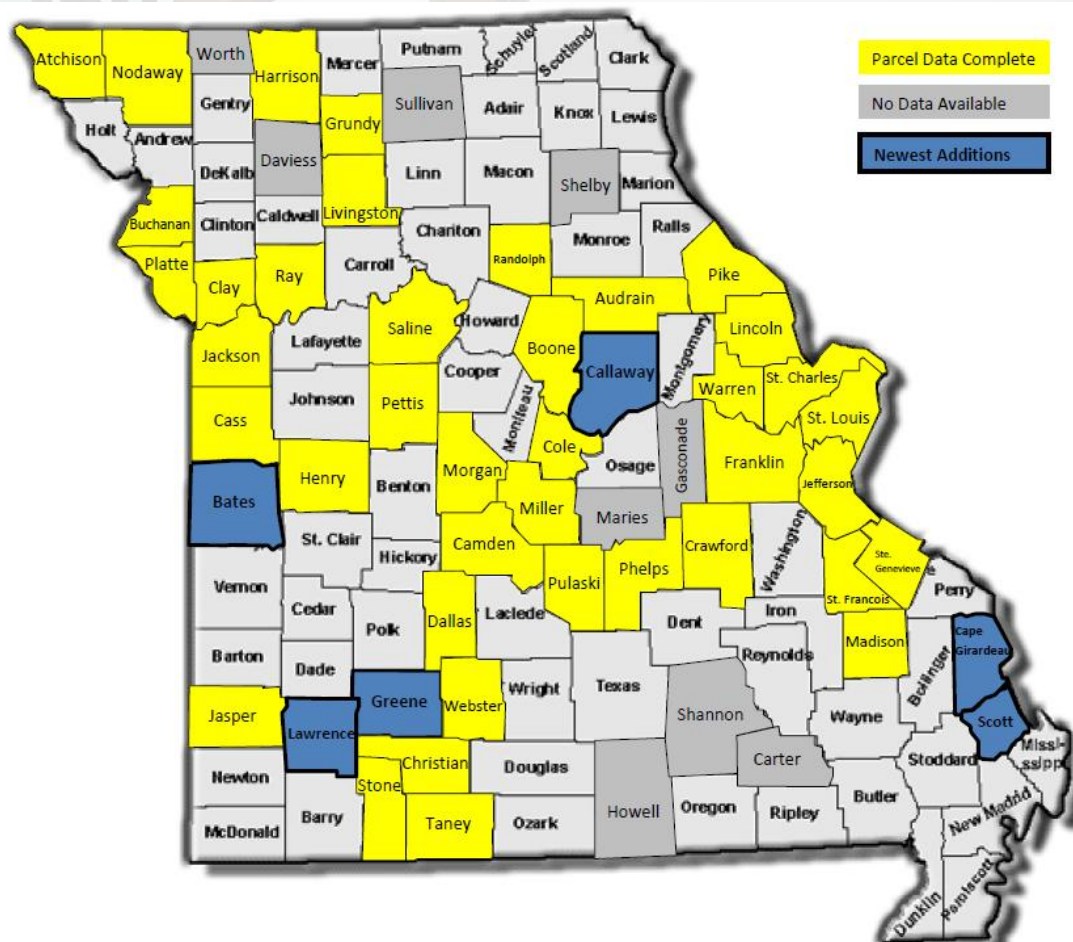 Parcel Data Complete
No Data Available
Newest Additions
Atchison
Nodaway
Worth
Harrison
Mercer
Putnam
Schuyler
Scotland
Clark
Holt
Andrew
Gentry
Grundy
Sullivan
Adair
Knox
Lewis
DeKalb
Daviess
Linn
Macon
Shelby
Marion
Buchanan
Clinton
Caldwell
Livingston
Chariton
Monroe
Ralls
Platte
Clay
Ray
Carroll
Randolph
Audrain
Pike
Jackson
Lafayette
Saline
Howard
Boone
Callaway
Montgomery
Lincoln
Cass
Johnson
Pettis
Cooper
Moniteau
Cole
Warren
St. Charles
St. Louis
Bates
Henry
Benton
Morgan
Miller
Osage
Gasconade
Franklin
Jefferson
St. Clair
Hickory
Camden
Maries
Pulaski
Phelps
Crawford
Washington
Ste.
Genevieve
St. Francois
Vernon
Cedar
Polk
Dallas
Laclede
Dent
Iron
Madison
Perry
Barton
Dade
Greene
Webster
Wright
Texas
Reynolds
Bollinger
Cape
Girardeau
Jasper
Lawrence
Shannon
Wayne
Scott
Newton
Stone
Christian
Douglas
Howell
Carter
Stoddard
Missi-
ssipp
McDonald
Barry
Taney
Ozark
Oregon
Ripley
Butler
New Madrid
Dunklin
Pemiscott